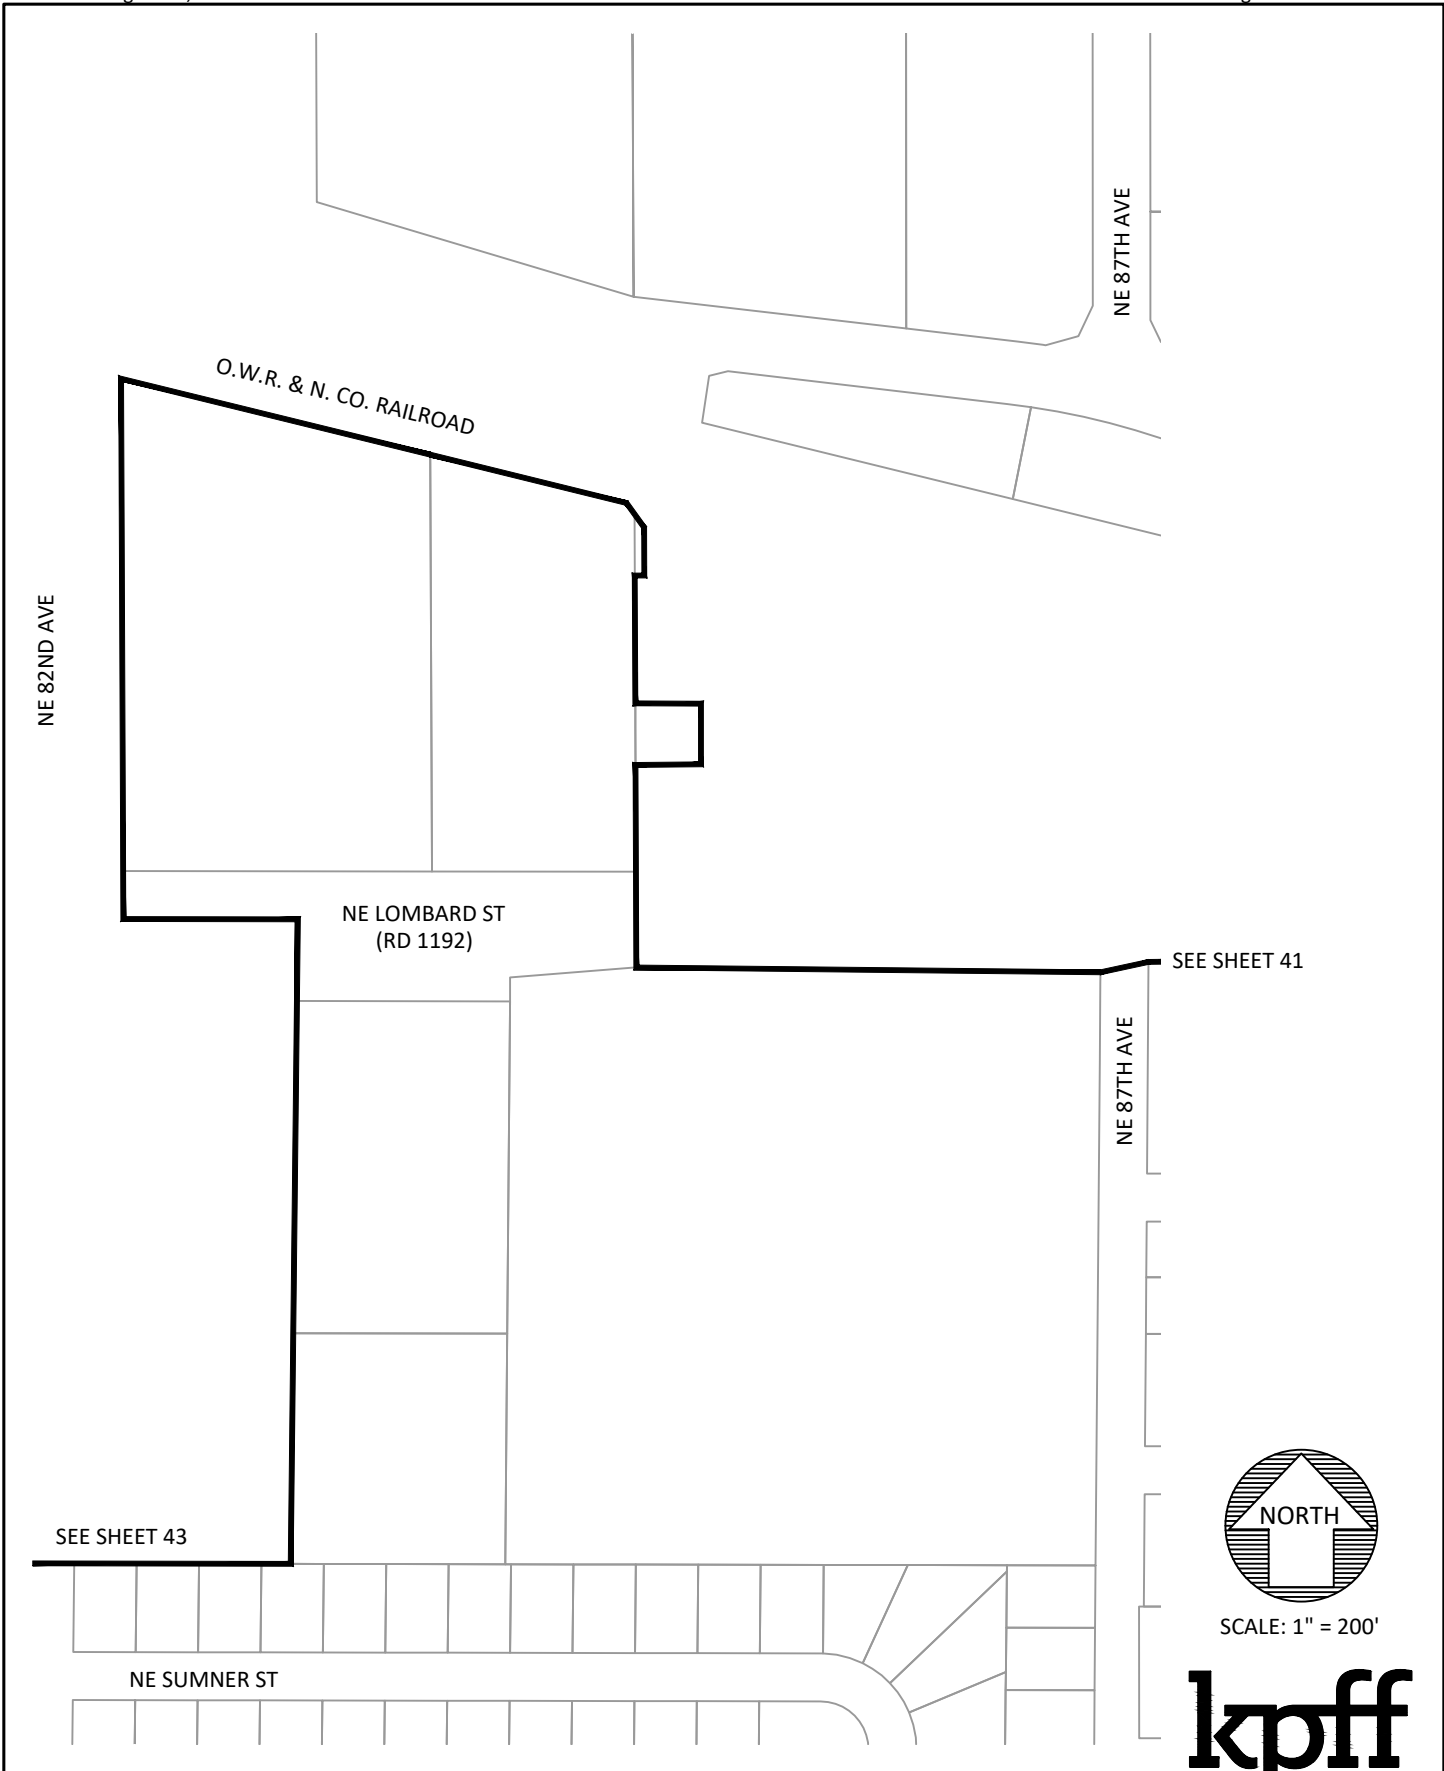 NE 87TH AVE
O.W.R. & N. CO. RAILROAD
NE 82ND AVE
NE LOMBARD ST
(RD 1192)
SEE SHEET 41
NE 87TH AVE
NORTH
SEE SHEET 43
SCALE: 1" = 200'
NE SUMNER ST
kpff